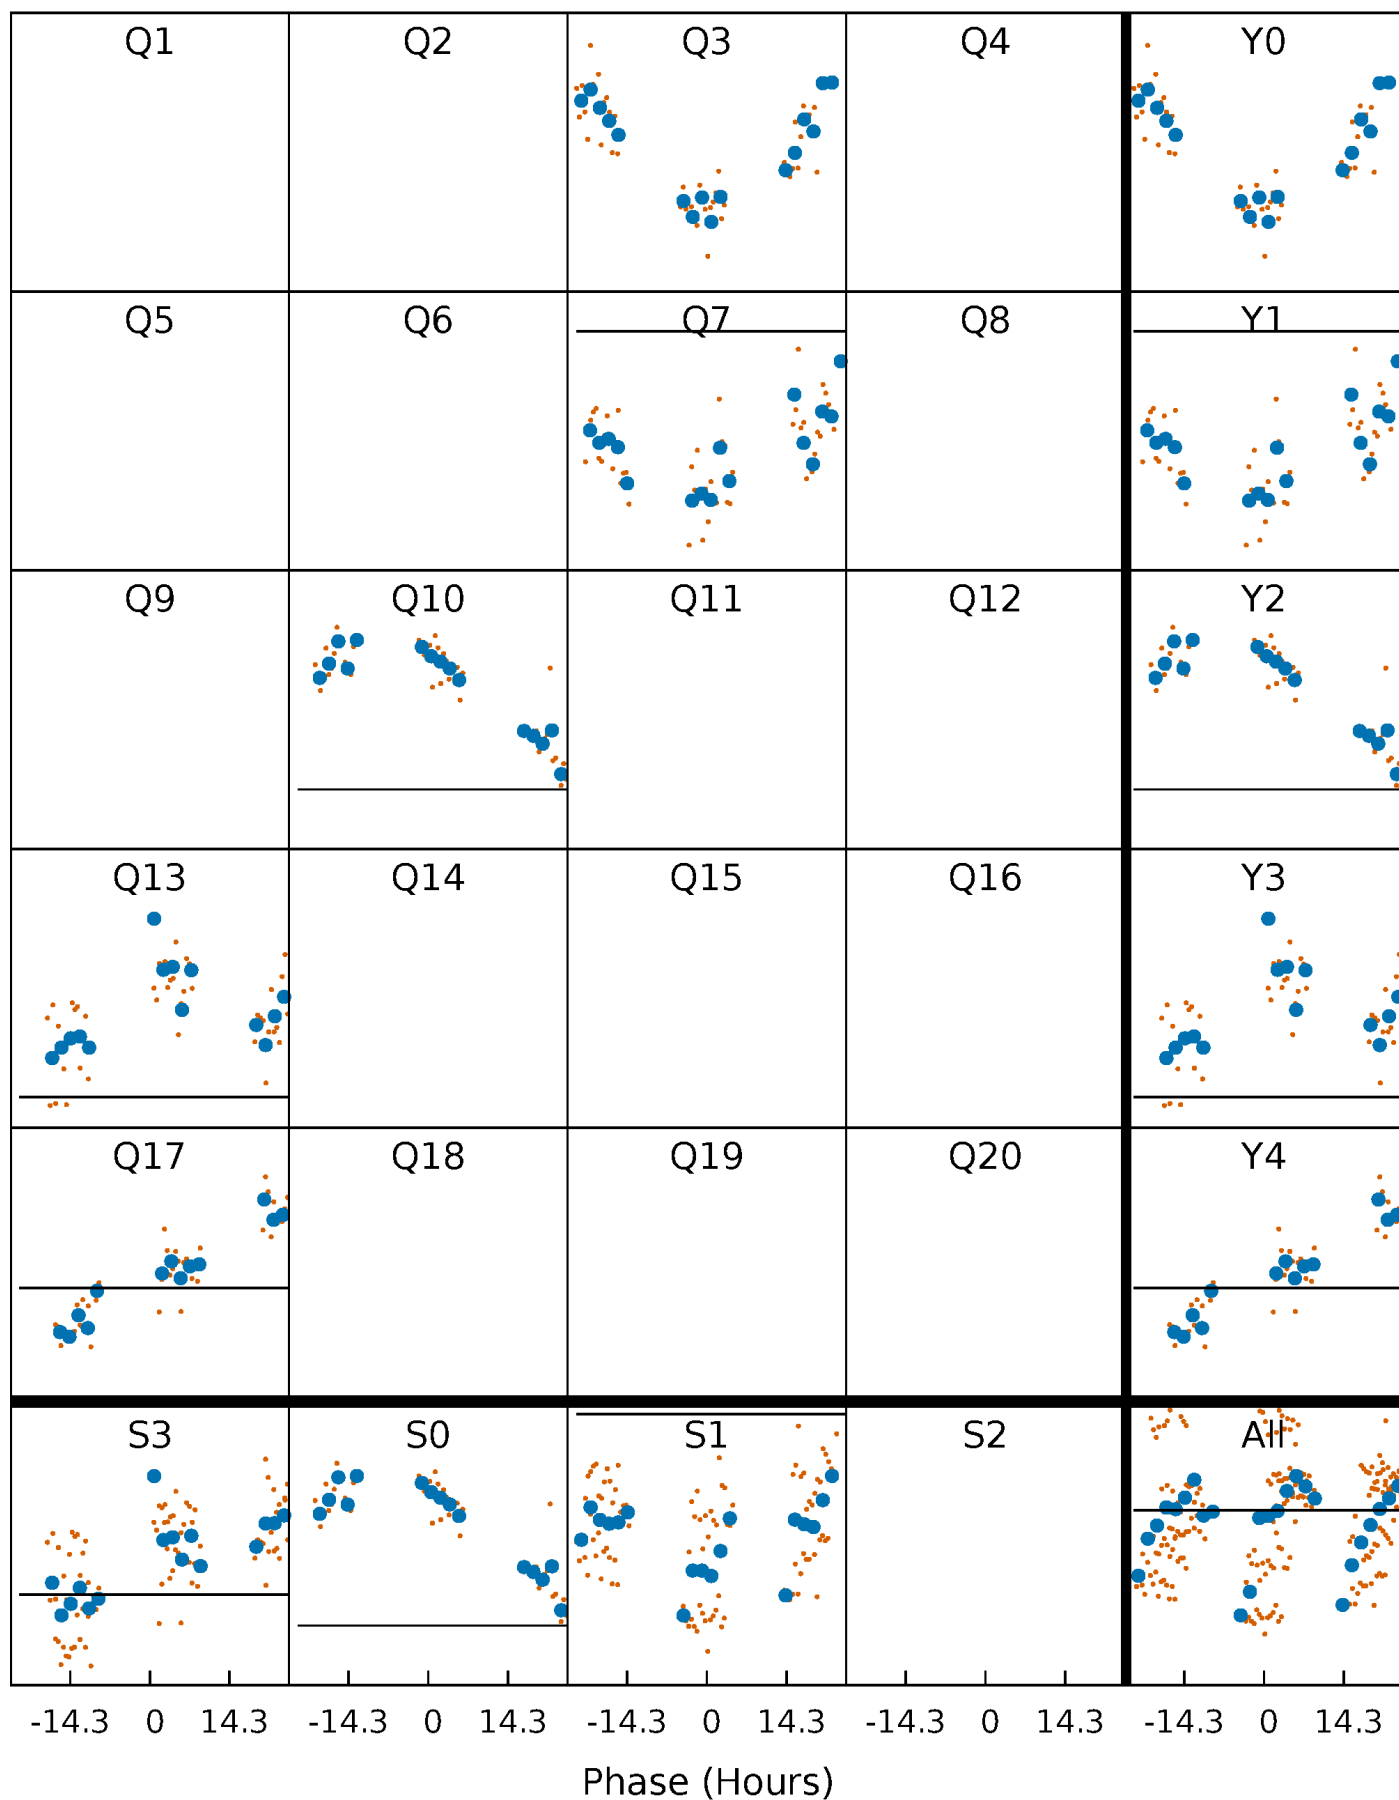 Q1 Q2 Q3 Q4 Y0
Q5 Q6 Q7 Q8 Y1
Q9 Q10 Q11 Q12 Y2
Q13 Q14 Q15 Q16 Y3
Q17 Q18 Q19 Q20 Y4
S3 S0 S1 S2 All
-14.3 0 14.3 -14.3 0 14.3 -14.3 0 14.3 -14.3 0 14.3 -14.3 0 14.3
Phase (Hours)